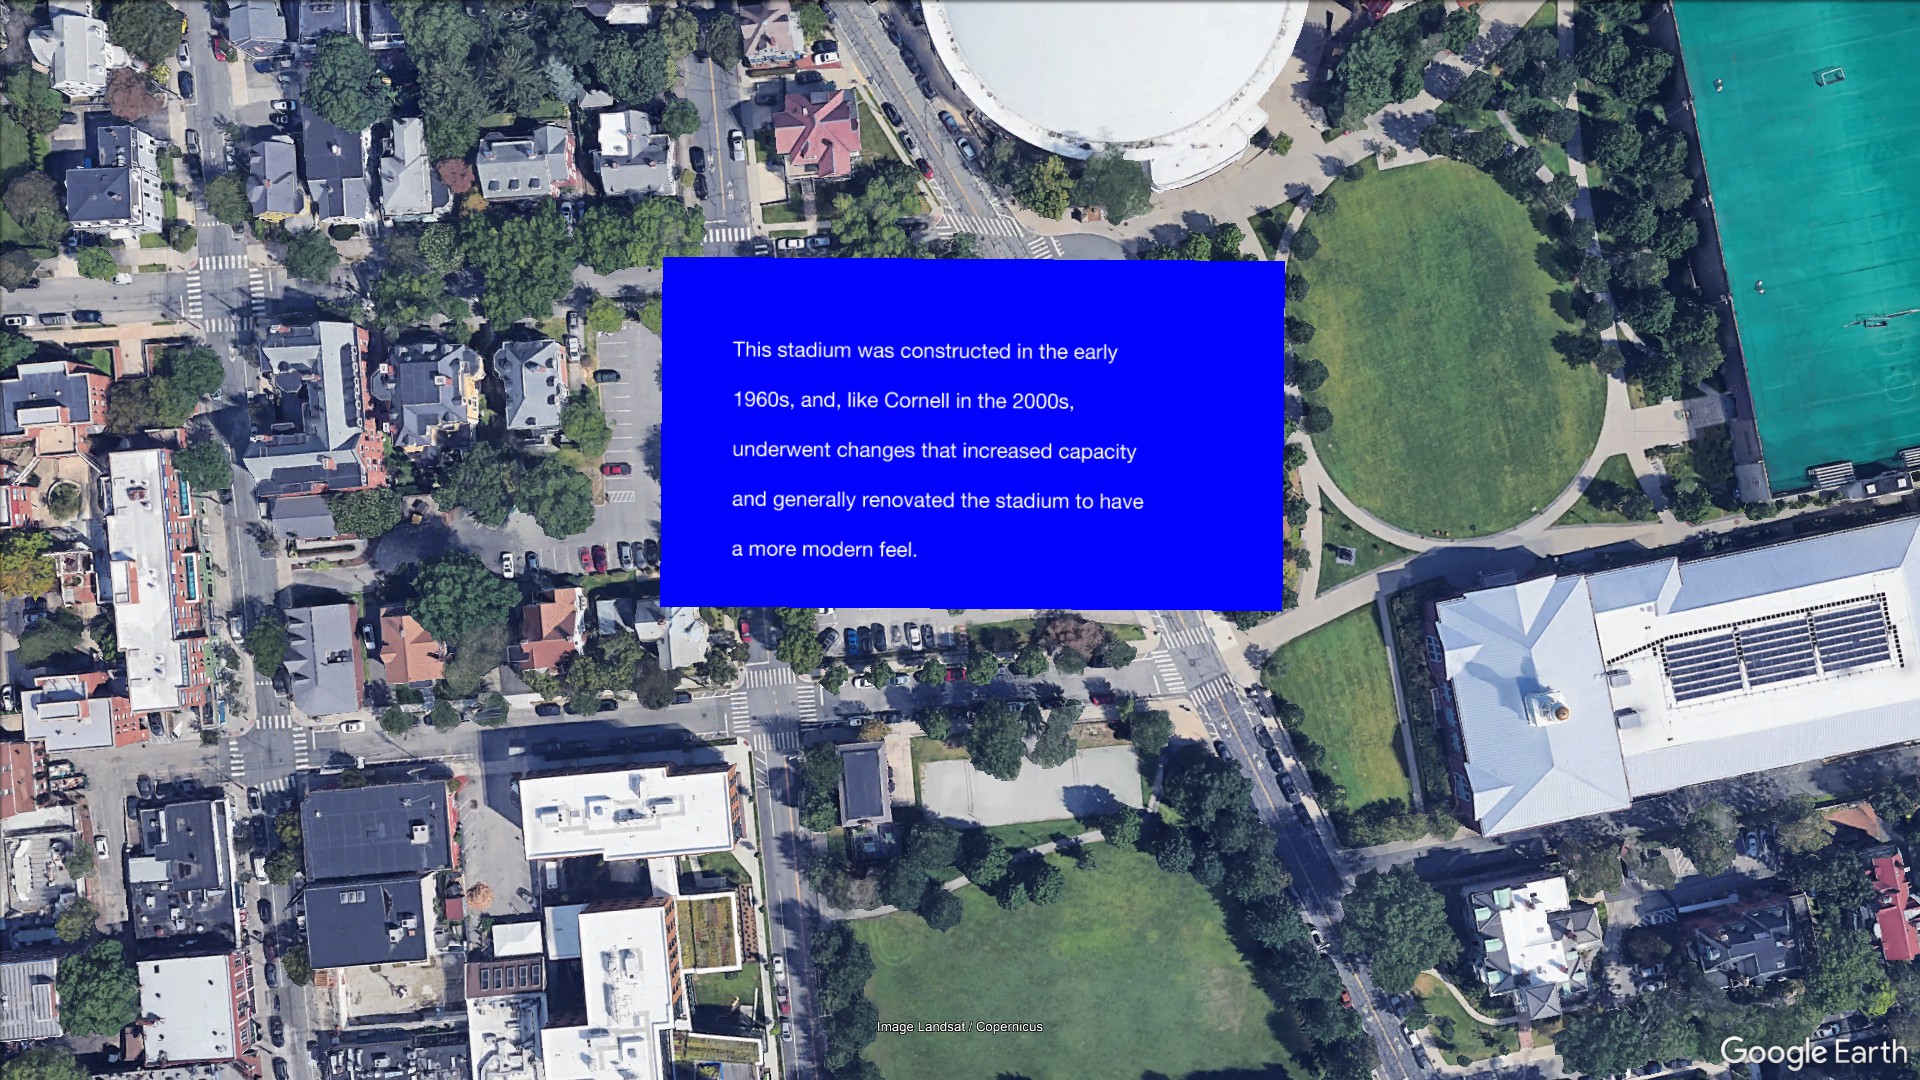 This stadium was constructed in the early
1960s, and, like Cornell in the 2000s,
underwent changes that increased capacity
and generally renovated the stadium to have
a more modern feel.
Image Landsat / Copernicus
Google Earth